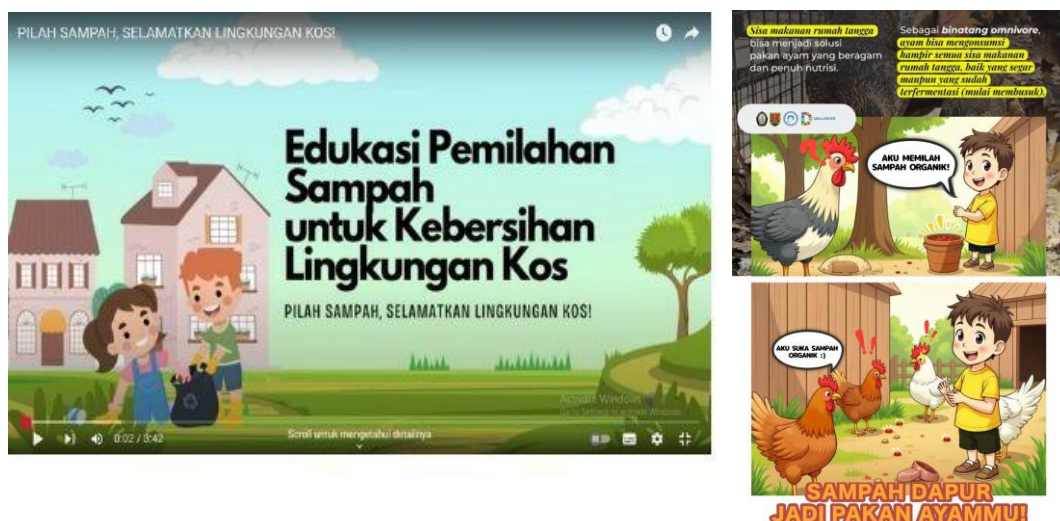 PILAH SAMPAH, SELAMATKAN LINGKUNGAN KOS!
Edukasi Pemilahan
Sampah
untuk Kebersihan
Lingkungan Kos
PILAH SAMPAH, SELAMATKAN LINGKUNGAN KOS!
Activate Windows
0:02 / 3:42
Scroll untuk mengetahui detailnya
Sisa makanan rumah tangga
bisa menjadi solusi
pakan ayam yang beragam
dan penuh nutrisi.
Sebagai binatang omnivore,
ayam bisa mengonsumsi
hampir semua sisa makanan
rumah tangga, baik yang segar
maupun yang sudah
terfermentasi (mulai membusuk).
AKU MEMILAH
SAMPAH ORGANIK!
AKU SUKA SAMPAH
ORGANIK :)
SAMPAH DAPUR
JADI PAKAN AYAMMU!